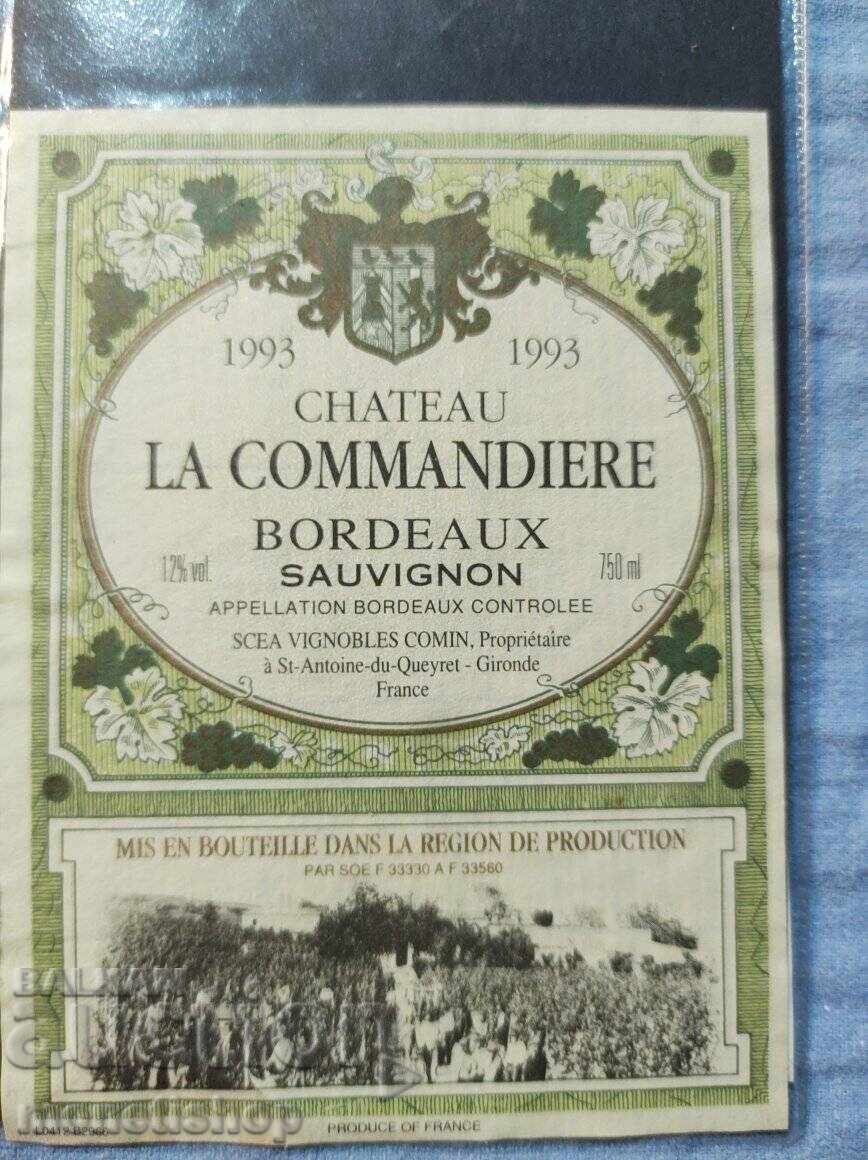 1993 1993
CHATEAU
LA COMMANDIERE
BORDEAUX
12% vol. SAUVIGNON 750 ml
APPELLATION BORDEAUX CONTROLEE
SCEA VIGNOBLES COMIN, Propriétaire
à St-Antoine-du-Queyret - Gironde
France
MIS EN BOUTEILLE DANS LA REGION DE PRODUCTION
PAR SOE F 33330 A F 33560
BALKAN
аукцион
PRODUCE OF FRANCE